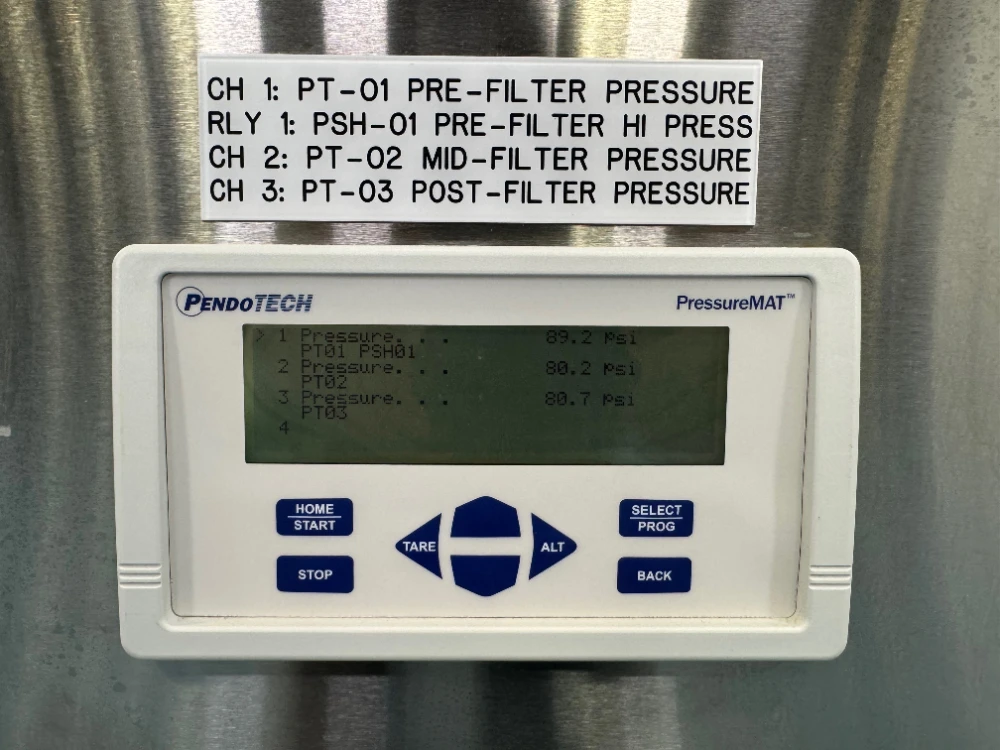 CH 1: PT-01 PRE-FILTER PRESSURE
RLY 1: PSH-01 PRE-FILTER HI PRESS
CH 2: PT-02 MID-FILTER PRESSURE
CH 3: PT-03 POST-FILTER PRESSURE
PENDOTECH PressureMAT™
> 1 Pressure. . . 89.2 psi
PT01 PSH01
2 Pressure. . . 80.2 psi
PT02
3 Pressure. . . 80.7 psi
PT03
4
HOME
START
SELECT
PROG
TARE ALT
STOP BACK